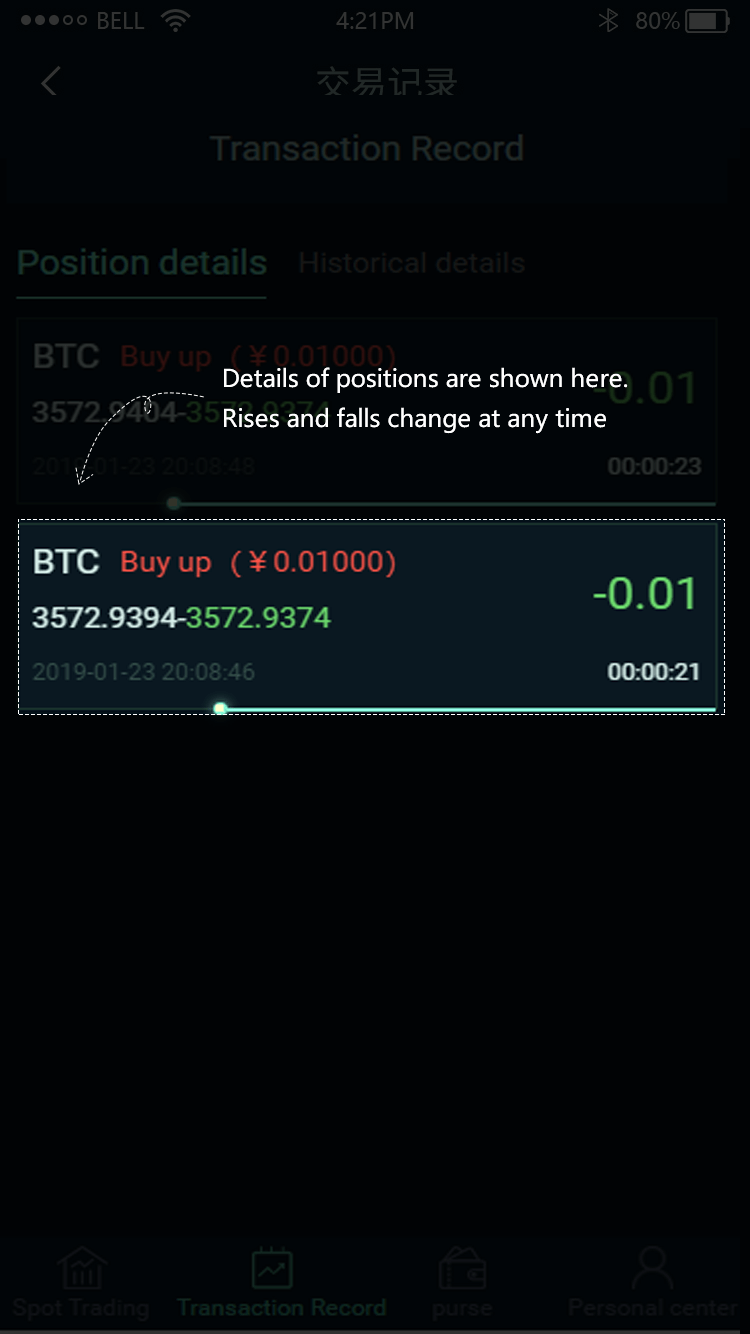 BELL 4:21PM 80%
交易记录
Transaction Record
Position details Historical details
BTC Buy up (￥0.01000)
Details of positions are shown here.
-0.01
3572.9404-3572.9374
Rises and falls change at any time
2019-01-23 20:08:48 00:00:23
BTC Buy up (￥0.01000)
-0.01
3572.9394-3572.9374
2019-01-23 20:08:46 00:00:21
Spot Trading Transaction Record purse Personal center